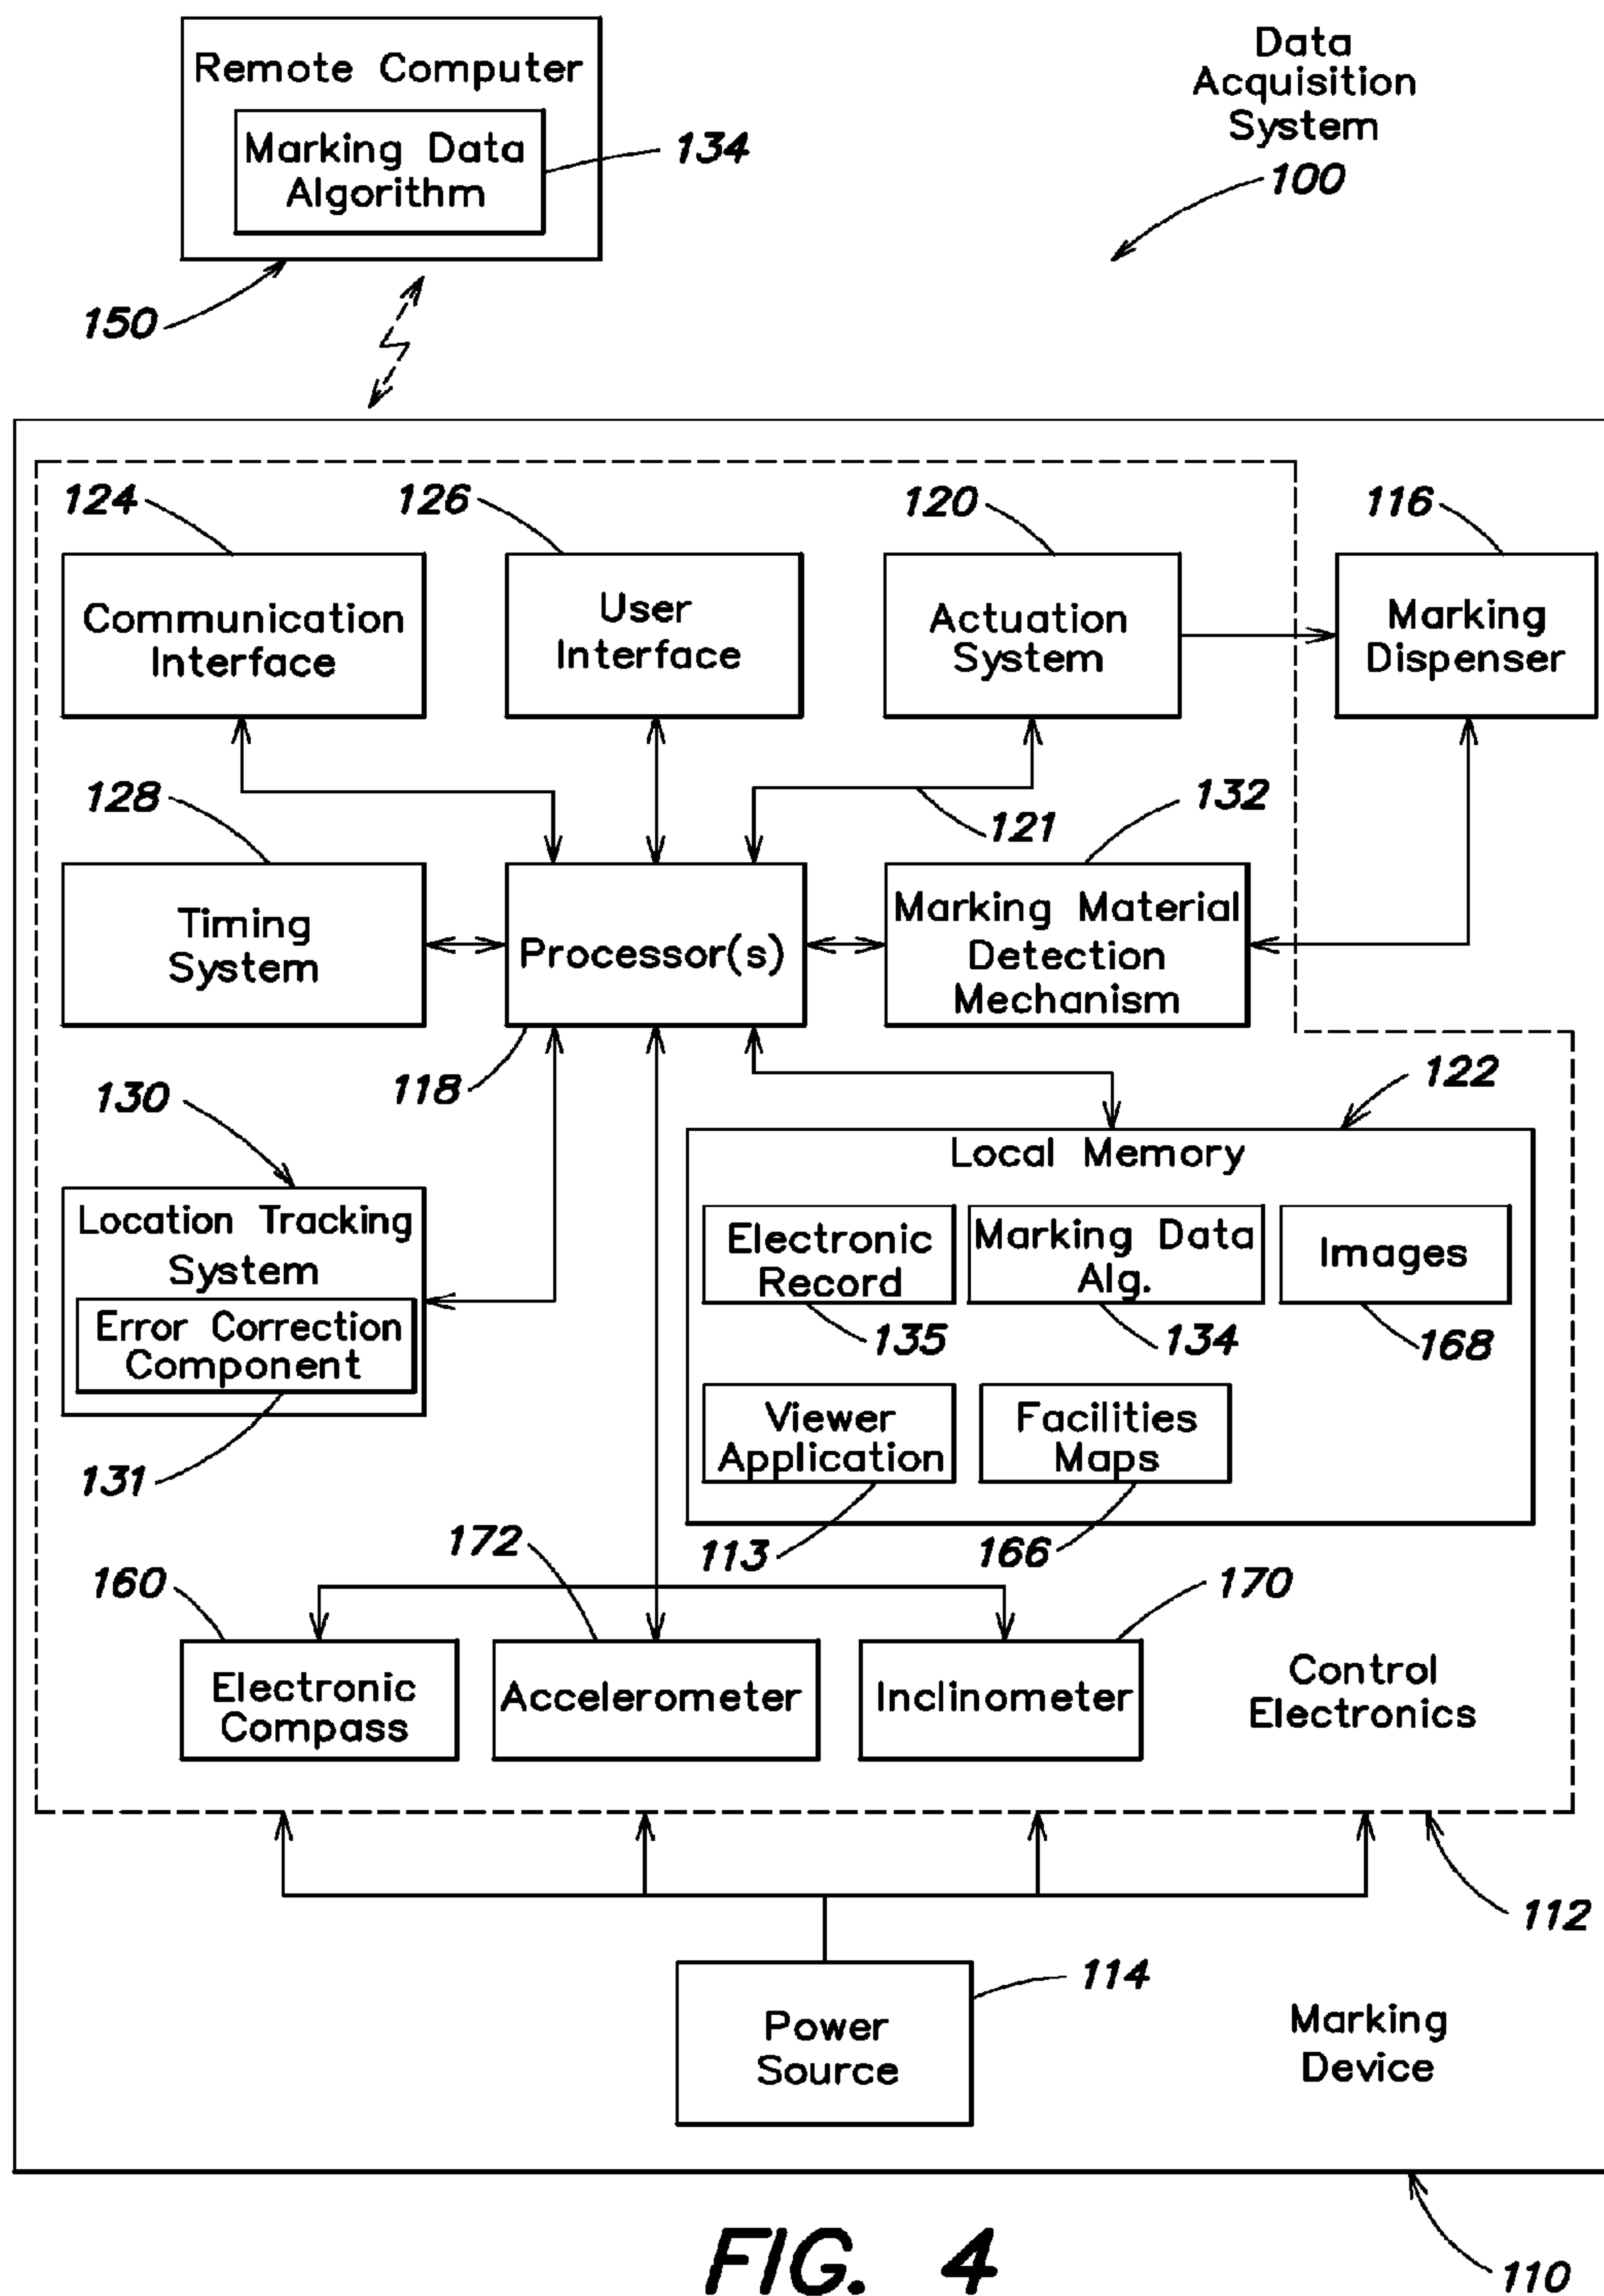 Remote Computer
Marking Data
Algorithm
134
150
Data
Acquisition
System
100
124
126
120
116
Communication
Interface
User
Interface
Actuation
System
Marking
Dispenser
128
121
132
Timing
System
Processor(s)
Marking Material
Detection
Mechanism
118
130
122
Location Tracking
System
Error Correction
Component
131
Local Memory
Electronic
Record
135
Marking Data
Alg.
134
Images
168
Viewer
Application
113
Facilities
Maps
166
160
172
170
Electronic
Compass
Accelerometer
Inclinometer
Control
Electronics
112
114
Power
Source
Marking
Device
110
FIG. 4